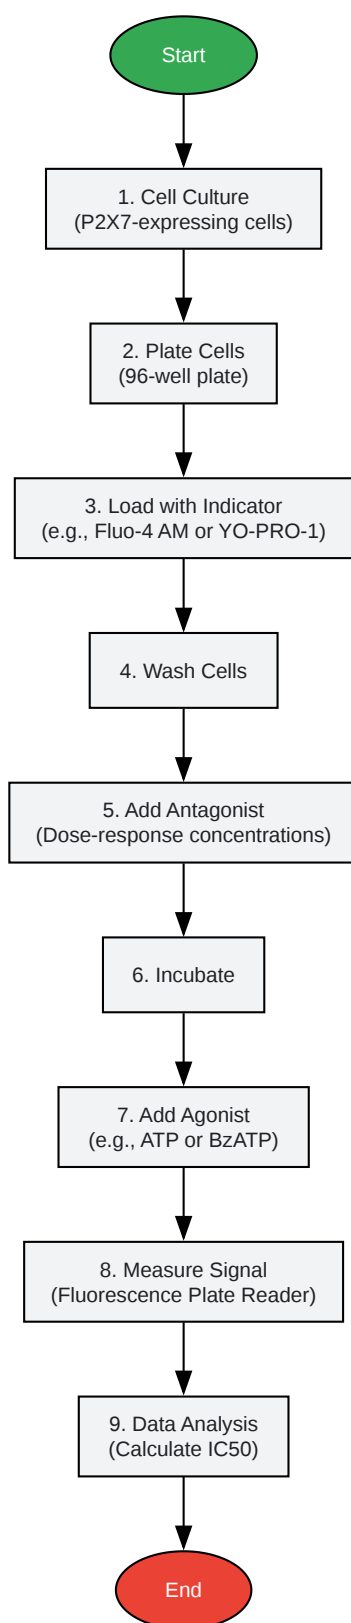 Start
1. Cell Culture
(P2X7-expressing cells)
2. Plate Cells
(96-well plate)
3. Load with Indicator
(e.g., Fluo-4 AM or YO-PRO-1)
4. Wash Cells
5. Add Antagonist
(Dose-response concentrations)
6. Incubate
7. Add Agonist
(e.g., ATP or BzATP)
8. Measure Signal
(Fluorescence Plate Reader)
9. Data Analysis
(Calculate IC50)
End